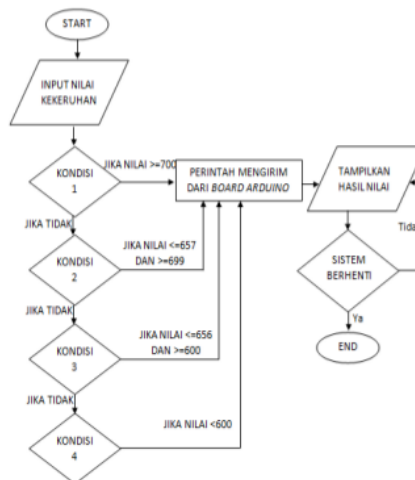 START
INPUT NILAI
KEKERUHAN
KONDISI
1
JIKA NILAI >=700
PERINTAH MENGIRIM
DARI BOARD ARDUINO
TAMPILKAN
HASIL NILAI
JIKA TIDAK
KONDISI
2
JIKA NILAI <=657
DAN >=699
SISTEM
BERHENTI
Tida
Ya
END
JIKA TIDAK
KONDISI
3
JIKA NILAI <=656
DAN >=600
JIKA TIDAK
KONDISI
4
JIKA NILAI <600